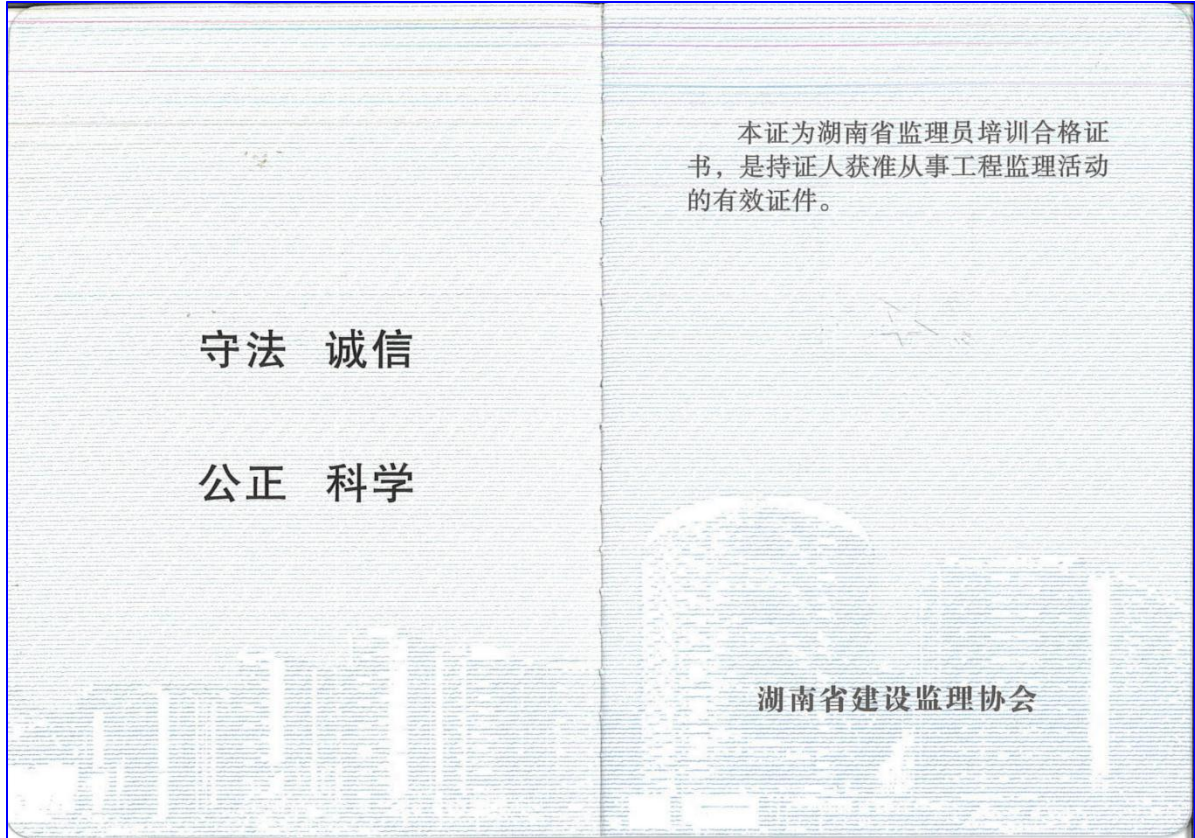 守法 诚信
公正 科学
本证为湖南省监理员培训合格证
书，是持证人获准从事工程监理活动
的有效证件。
湖南省建设监理协会